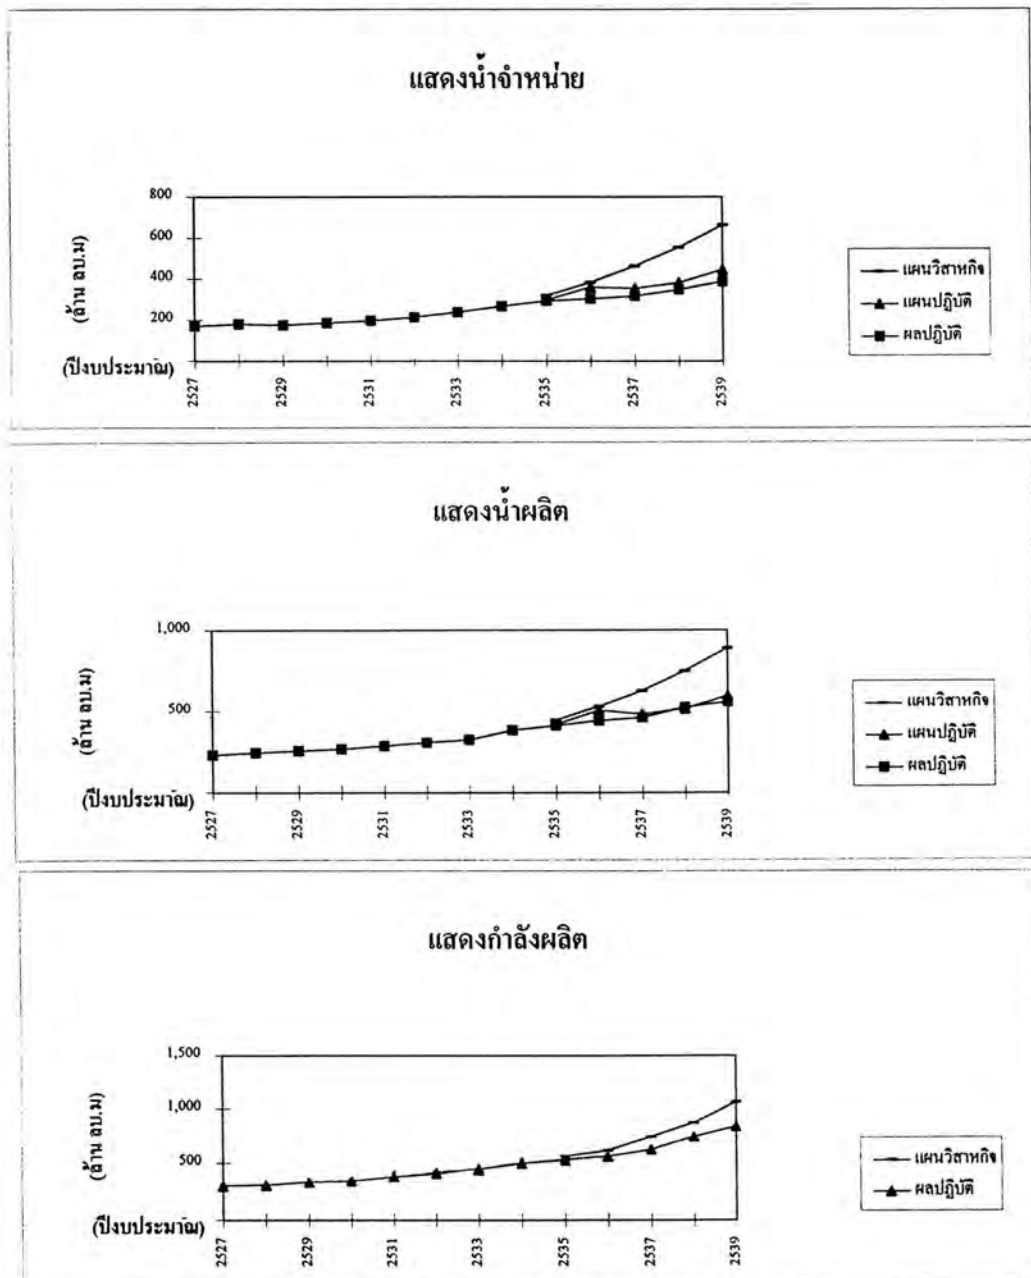 แสดงน้ำจำหน่าย
(ล้าน ลบ.ม)
800
600
400
200
(ปีงบประมาณ)
2527
2529
2531
2533
2535
2537
2539
แผนวิสาหกิจ
แผนปฏิบัติ
ผลปฏิบัติ
แสดงน้ำผลิต
(ล้าน ลบ.ม)
1,000
500
(ปีงบประมาณ)
2527
2529
2531
2533
2535
2537
2539
แผนวิสาหกิจ
แผนปฏิบัติ
ผลปฏิบัติ
แสดงกำลังผลิต
(ล้าน ลบ.ม)
1,500
1,000
500
(ปีงบประมาณ)
2527
2529
2531
2533
2535
2537
2539
แผนวิสาหกิจ
ผลปฏิบัติ